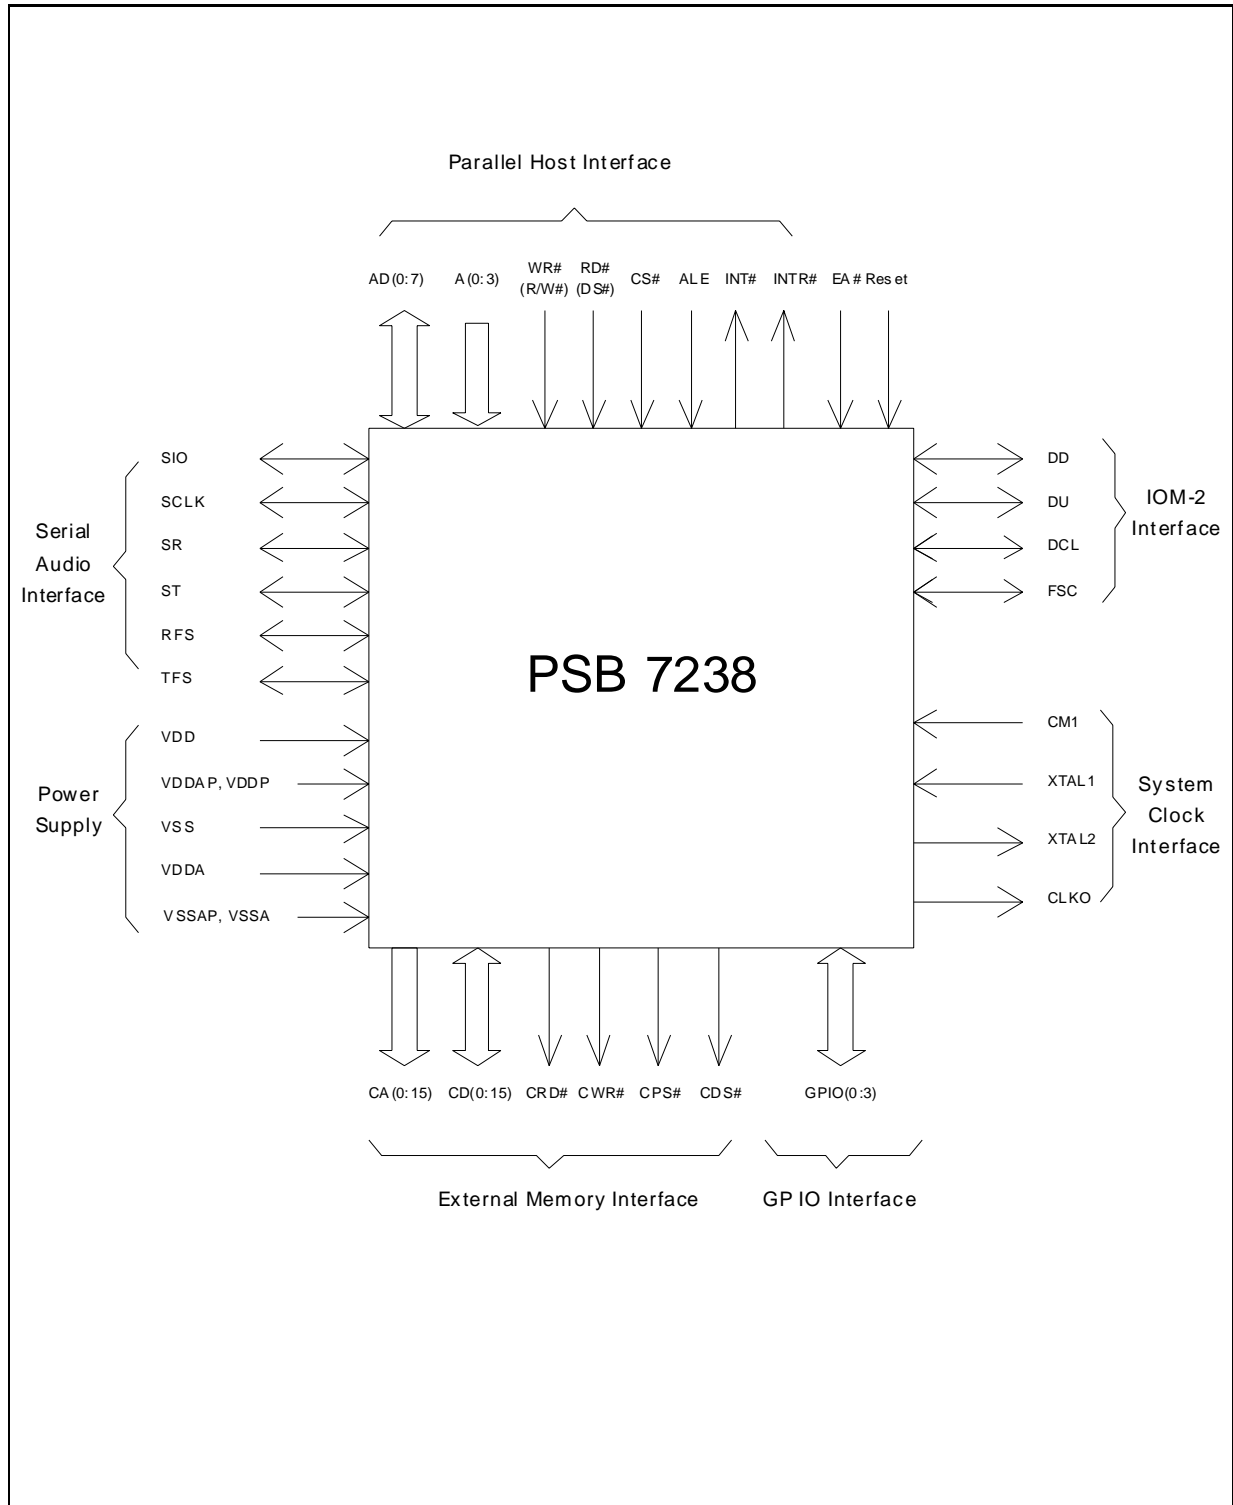 Parallel Host Interface
AD(0:7)
A(0:3)
WR#
(R/W#)
RD#
(DS#)
CS#
ALE
INT#
INTR#
EA#
Reset
SIO
SCLK
SR
ST
RFS
TFS
Serial
Audio
Interface
VDD
VDDAP, VDDP
VSS
VDDA
VSSAP, VSSA
Power
Supply
PSB 7238
DD
DU
DCL
FSC
IOM-2
Interface
CM1
XTAL1
XTAL2
CLKO
System
Clock
Interface
CA(0:15)
CD(0:15)
CRD#
CWR#
CPS#
CDS#
GPIO(0:3)
External Memory Interface
GPIO Interface